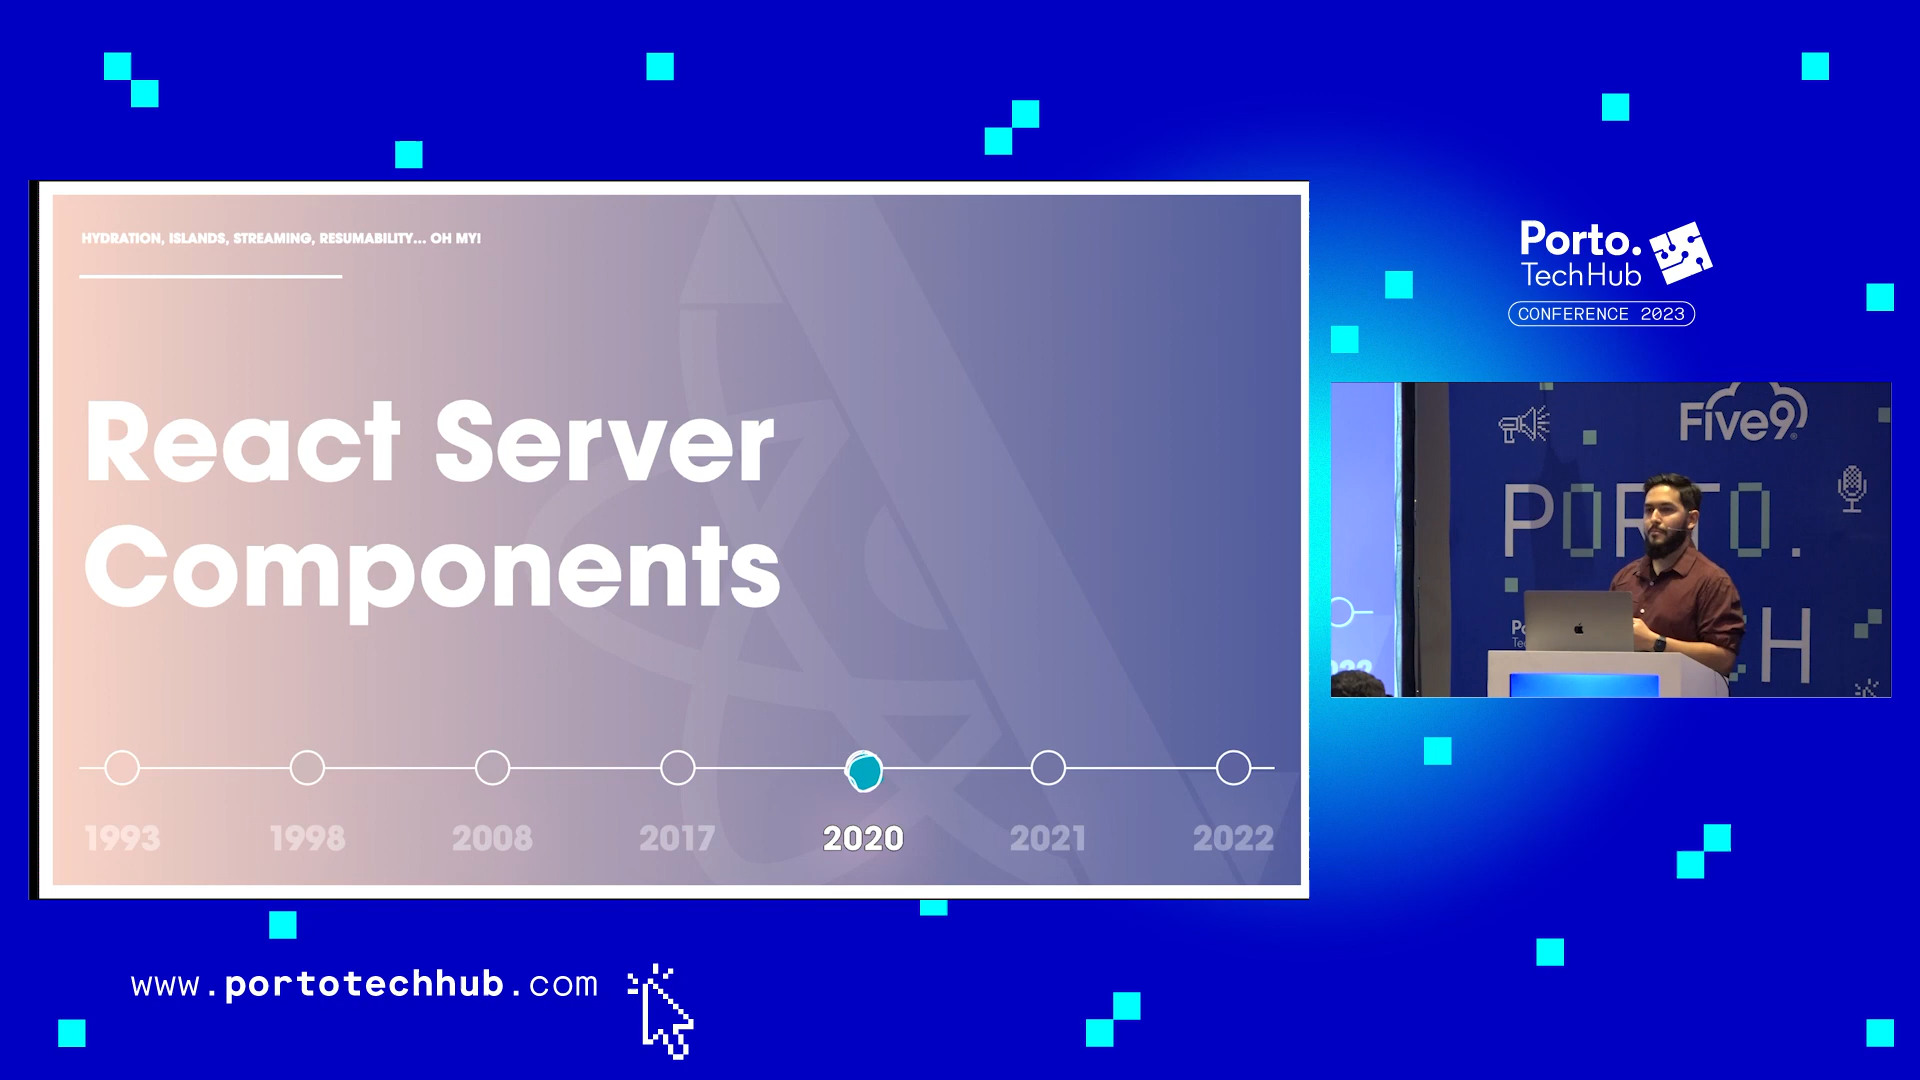 HYDRATION, ISLANDS, STREAMING, RESUMABILITY... OH MY!
React Server
Components
1993
1998
2008
2017
2020
2021
2022
Porto.
TechHub
CONFERENCE 2023
Five9
PORTO.
H
www.portotechhub.com